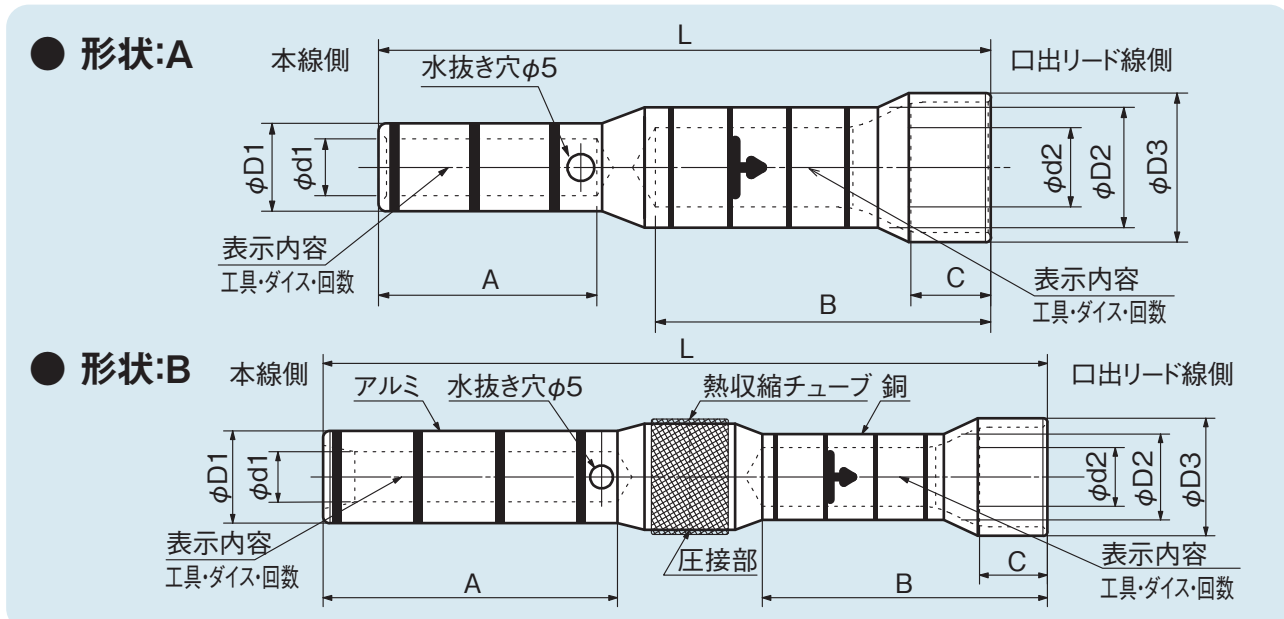 ● 形状:A
本線側
水抜き穴φ5
L
口出リード線側
φD1
φd1
φd2
φD2
φD3
表示内容
工具・ダイス・回数
A
B
C
表示内容
工具・ダイス・回数
● 形状:B
本線側
アルミ
水抜き穴φ5
L
熱収縮チューブ
銅
口出リード線側
φD1
φd1
φd2
φD2
φD3
表示内容
工具・ダイス・回数
A
圧接部
B
C
表示内容
工具・ダイス・回数